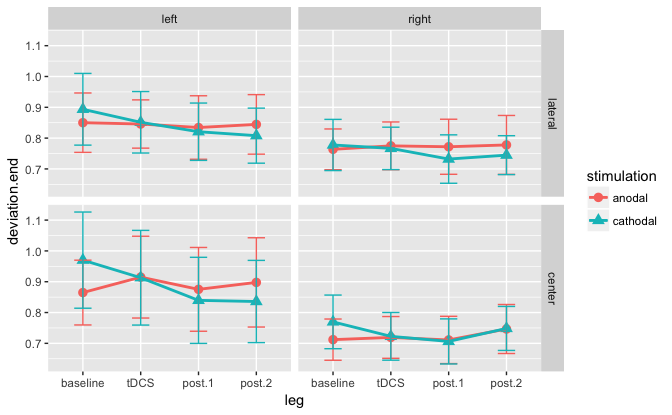 left
right
1.1
1.0
0.9
0.8
0.7
lateral
1.1
1.0
0.9
0.8
0.7
center
deviation.end
baseline tDCS post.1 post.2
baseline tDCS post.1 post.2
leg
stimulation
anodal
cathodal